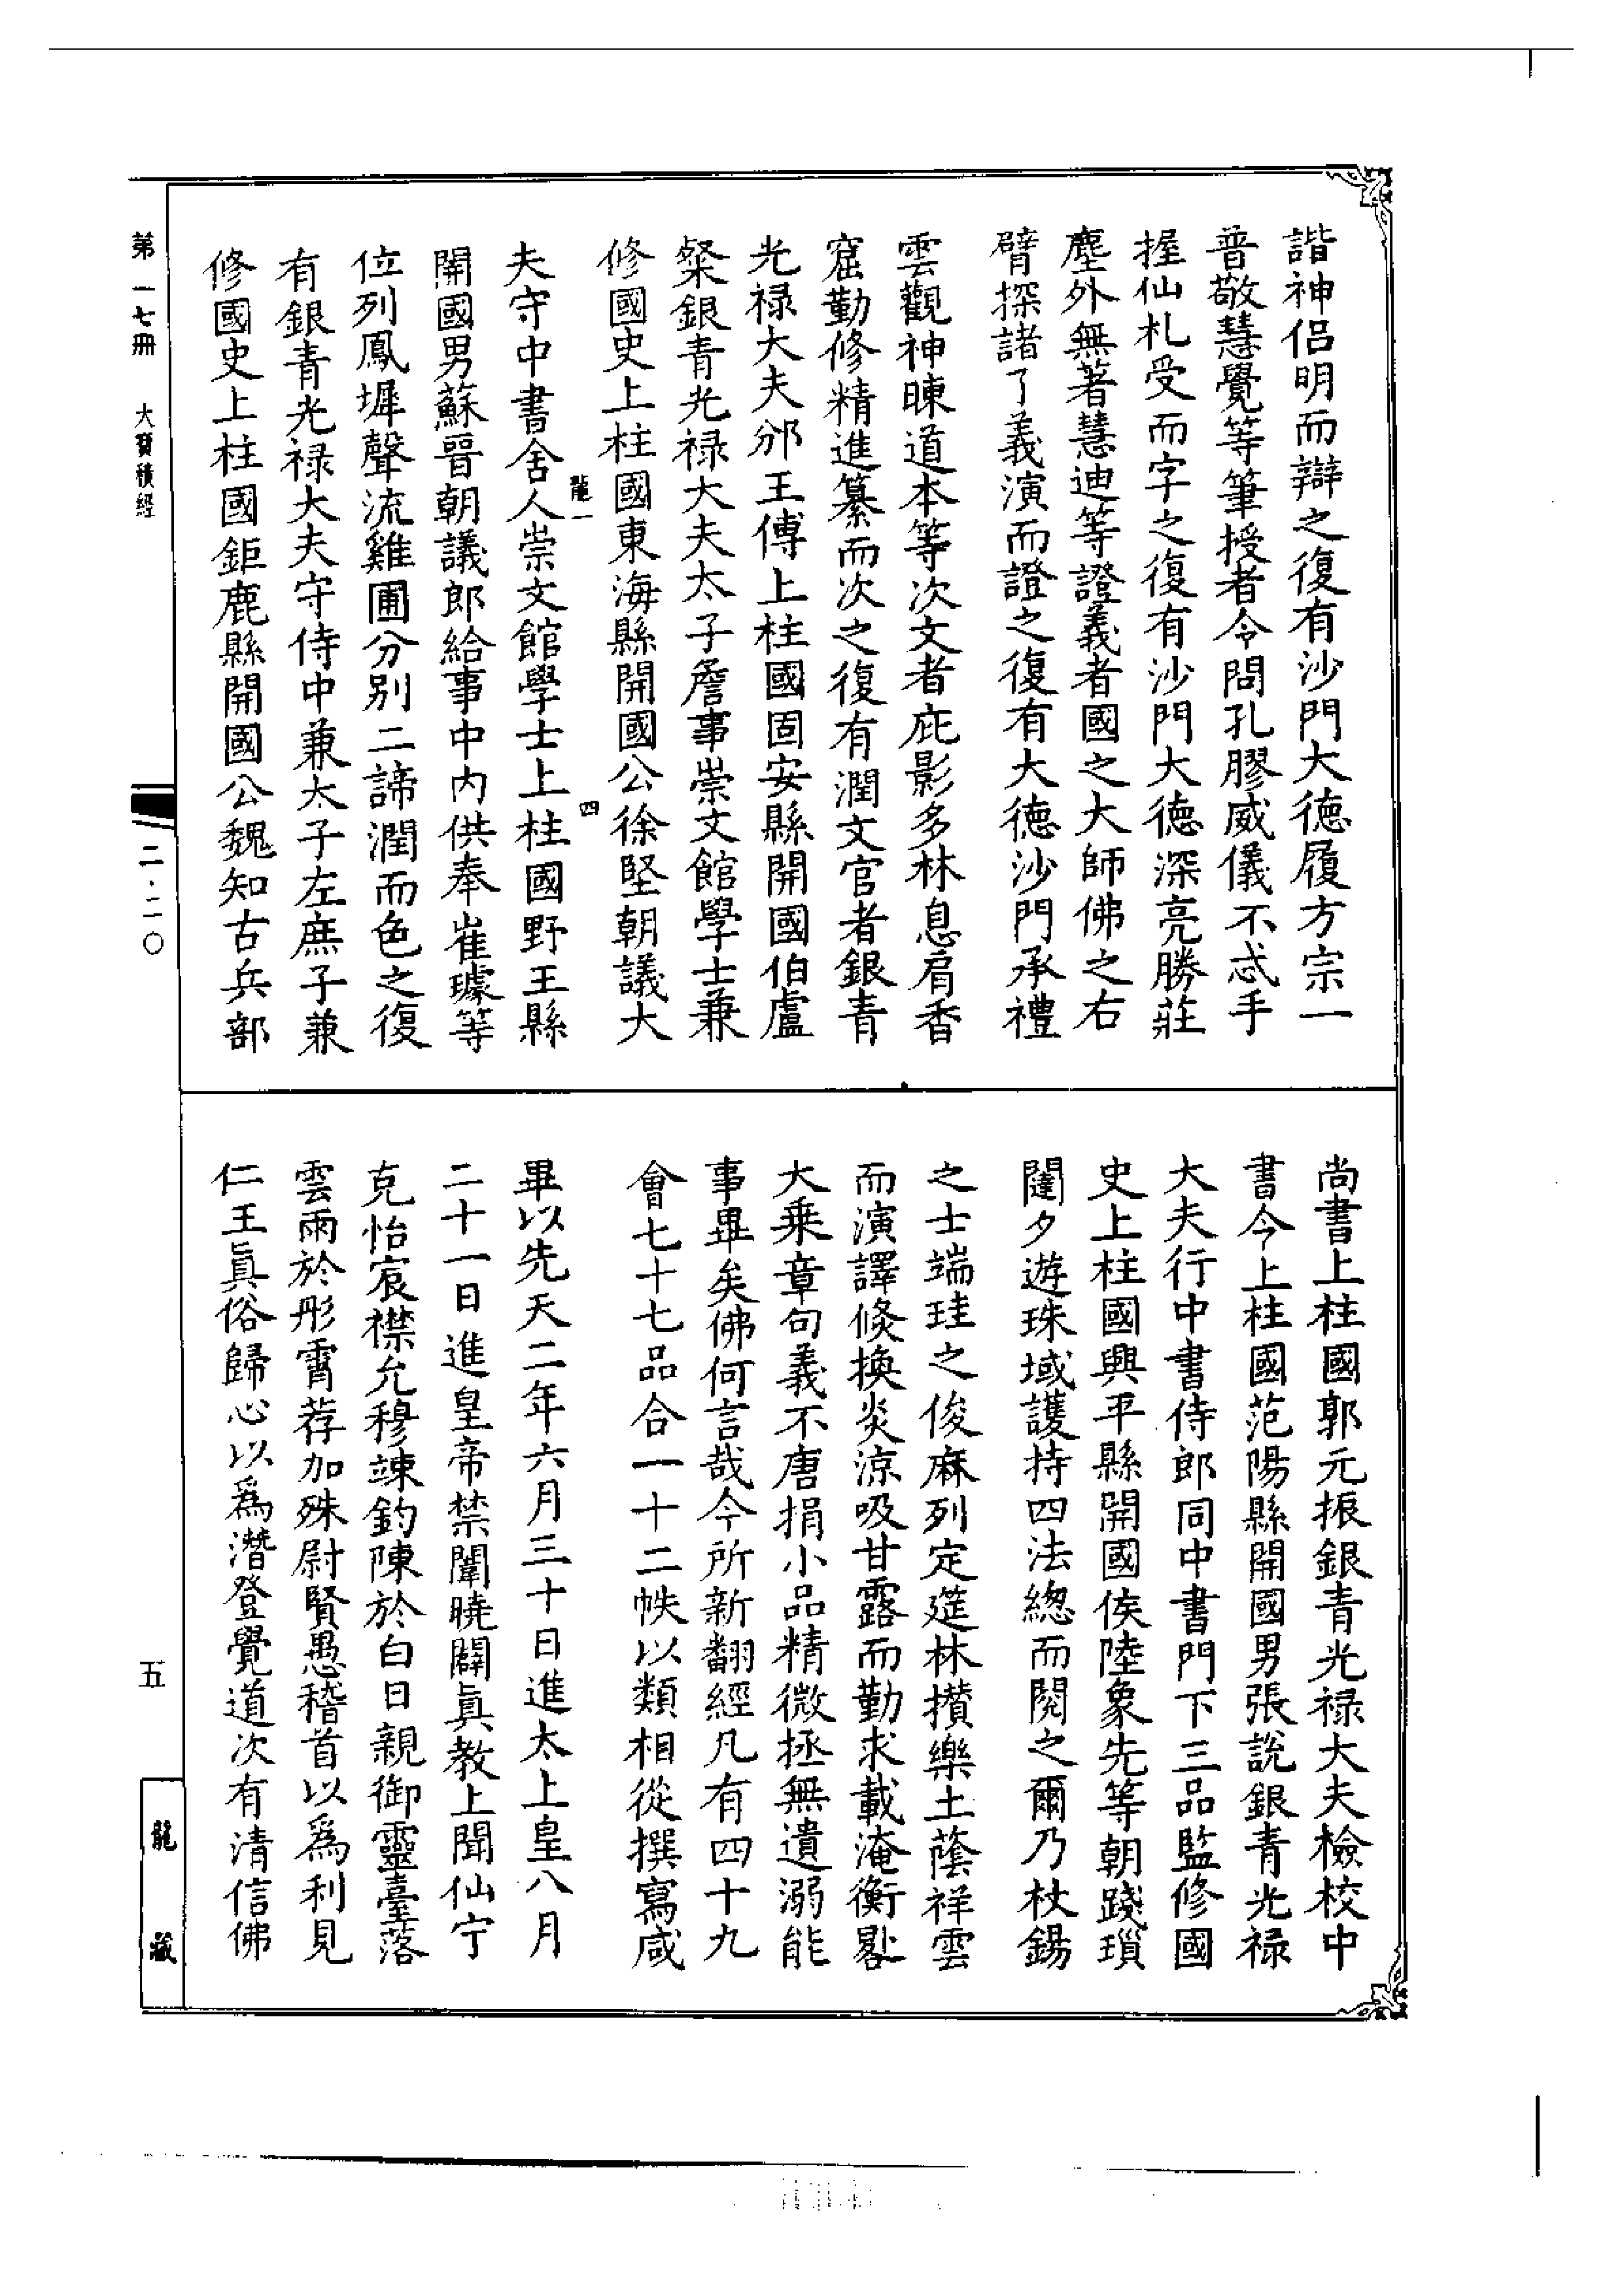 諧神侶明而辯之復有沙門大德履方宗一
普敬慧覺等筆授者令問孔膠威儀不忒手
握仙札受而字之復有沙門大德深亮勝莊
塵外無著慧迪等證義者國之大師佛之右
臂探諸了義演而證之復有大德沙門承禮
雲觀神暕道本等次文者庇影多林息肩香
窟勤修精進纂而次之復有潤文官者銀青
光禄大夫邠王傅上柱國固安縣開國伯盧
粲銀青光禄大夫太子詹事崇文館學士兼
修國史上柱國東海縣開國公徐堅朝議大
龍一 四
夫守中書舍人崇文館學士上柱國野王縣
開國男蘇晉朝議郎給事中内供奉崔璩等
位列鳳墀聲流雞圃分别二諦潤而色之復
有銀青光禄大夫守侍中兼太子左庶子兼
修國史上柱國鉅鹿縣開國公魏知古兵部
尚書上柱國郭元振銀青光禄大夫檢校中
書令上柱國范陽縣開國男張說銀青光禄
大夫行中書侍郎同中書門下三品監修國
史上柱國興平縣開國侯陸象先等朝踐瑣
闥夕遊珠域護持四法總而閱之爾乃杖錫
之士端珪之俊麻列定筵林攢樂土蔭祥雲
而演譯倏換炎涼吸甘露而勤求載淹衡晷
大乗章句義不唐捐小品精微拯無遺溺能
事畢矣佛何言哉今所新翻經凡有四十九
會七十七品合一十二帙以類相從撰寫咸
畢以先天二年六月三十日進太上皇八月
二十一日進皇帝禁闈曉闢眞教上聞仙宁
克怡宸襟允穆竦鈞陳於白日親御靈臺落
雲雨於彤霄荐加殊尉賢愚稽首以爲利見
仁王眞俗歸心以爲潛登覺道次有清信佛
第一七冊 大寶積經
二·二〇
五
龍藏